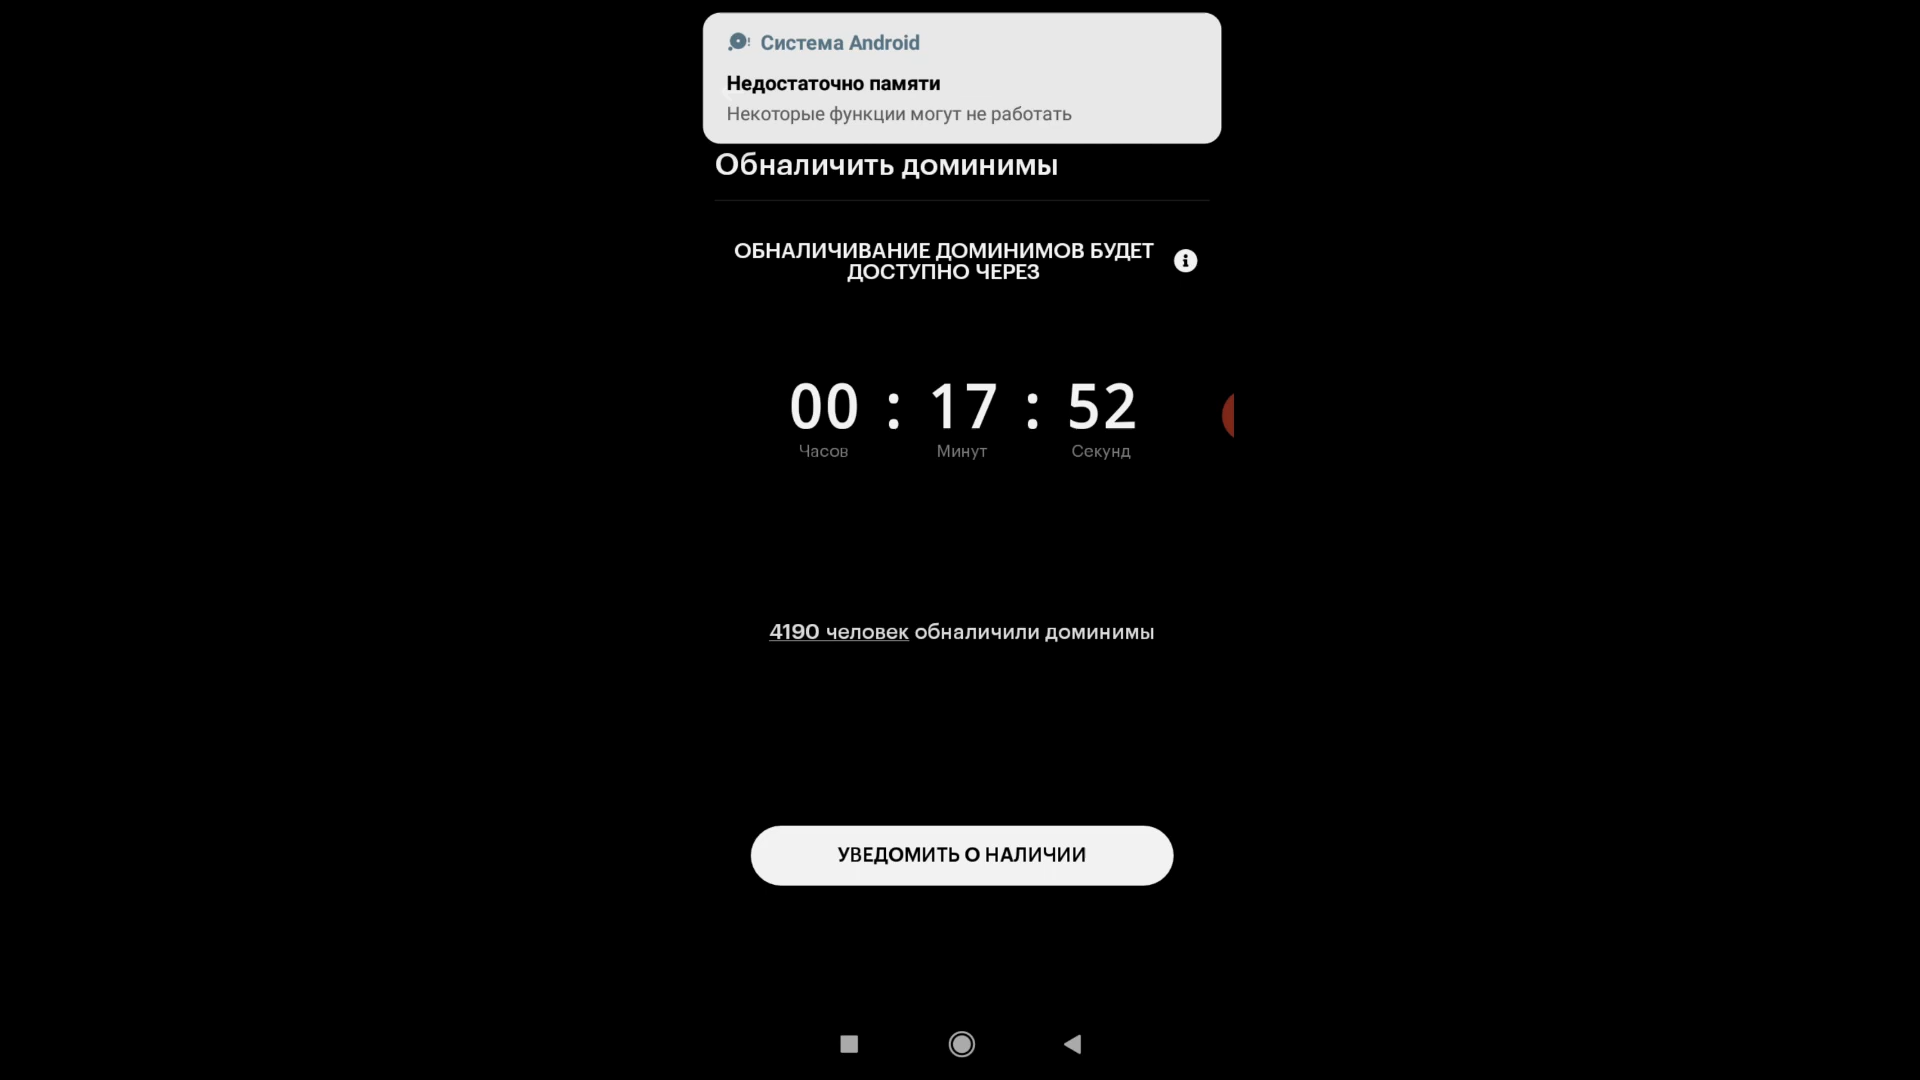 Система Android
Недостаточно памяти
Некоторые функции могут не работать
Обналичить доминимы
ОБНАЛИЧИВАНИЕ ДОМИНИМОВ БУДЕТ
ДОСТУПНО ЧЕРЕЗ
00 : 17 : 52
Часов Минут Секунд
4190 человек обналичили доминимы
УВЕДОМИТЬ О НАЛИЧИИ